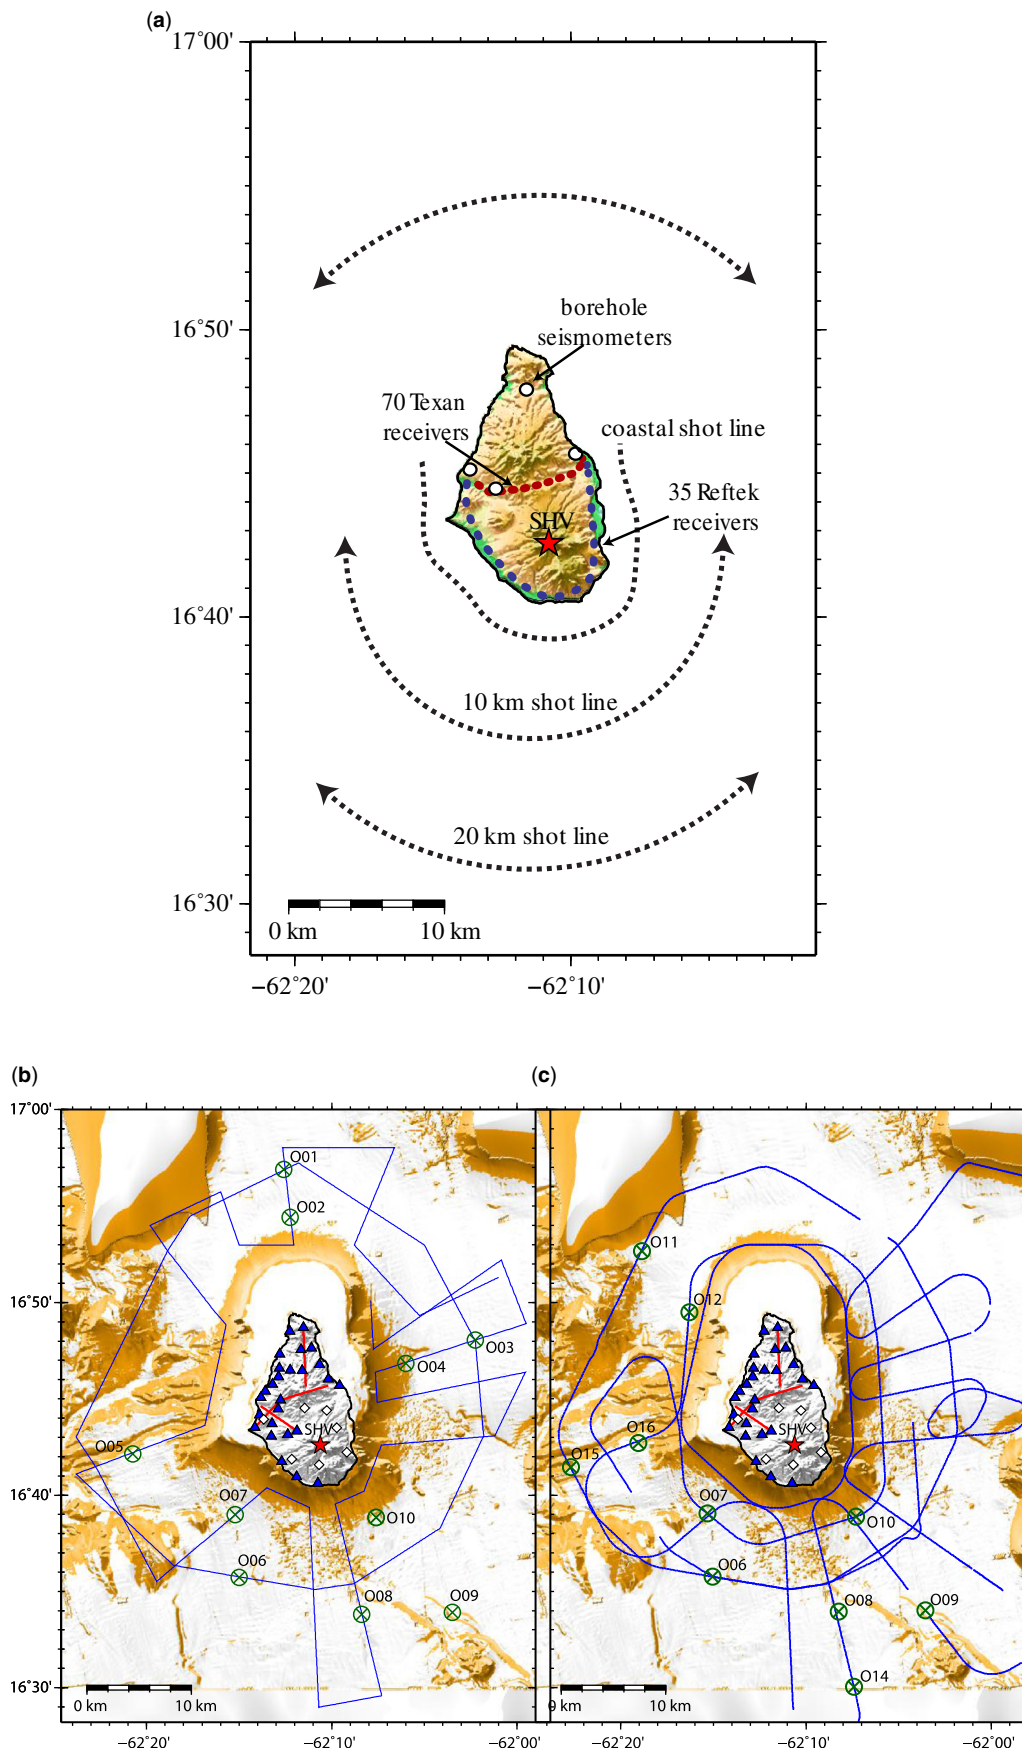 (a)
17°00'
borehole
seismometers
16°50'
70 Texan
receivers
coastal shot line
35 Reftek
receivers
SHV
16°40'
10 km shot line
20 km shot line
16°30'
0 km 10 km
−62°20' −62°10'
(b) (c)
17°00'
O01
O02
O11
16°50'
O12
O03
O04
SHV SHV
O05
O16
O15
16°40'
O07 O07
O10 O10
O06 O06
O08 O09 O08 O09
O14
16°30'
0 km 10 km 0 km 10 km
−62°20' −62°10' −62°00' −62°20' −62°10' −62°00'